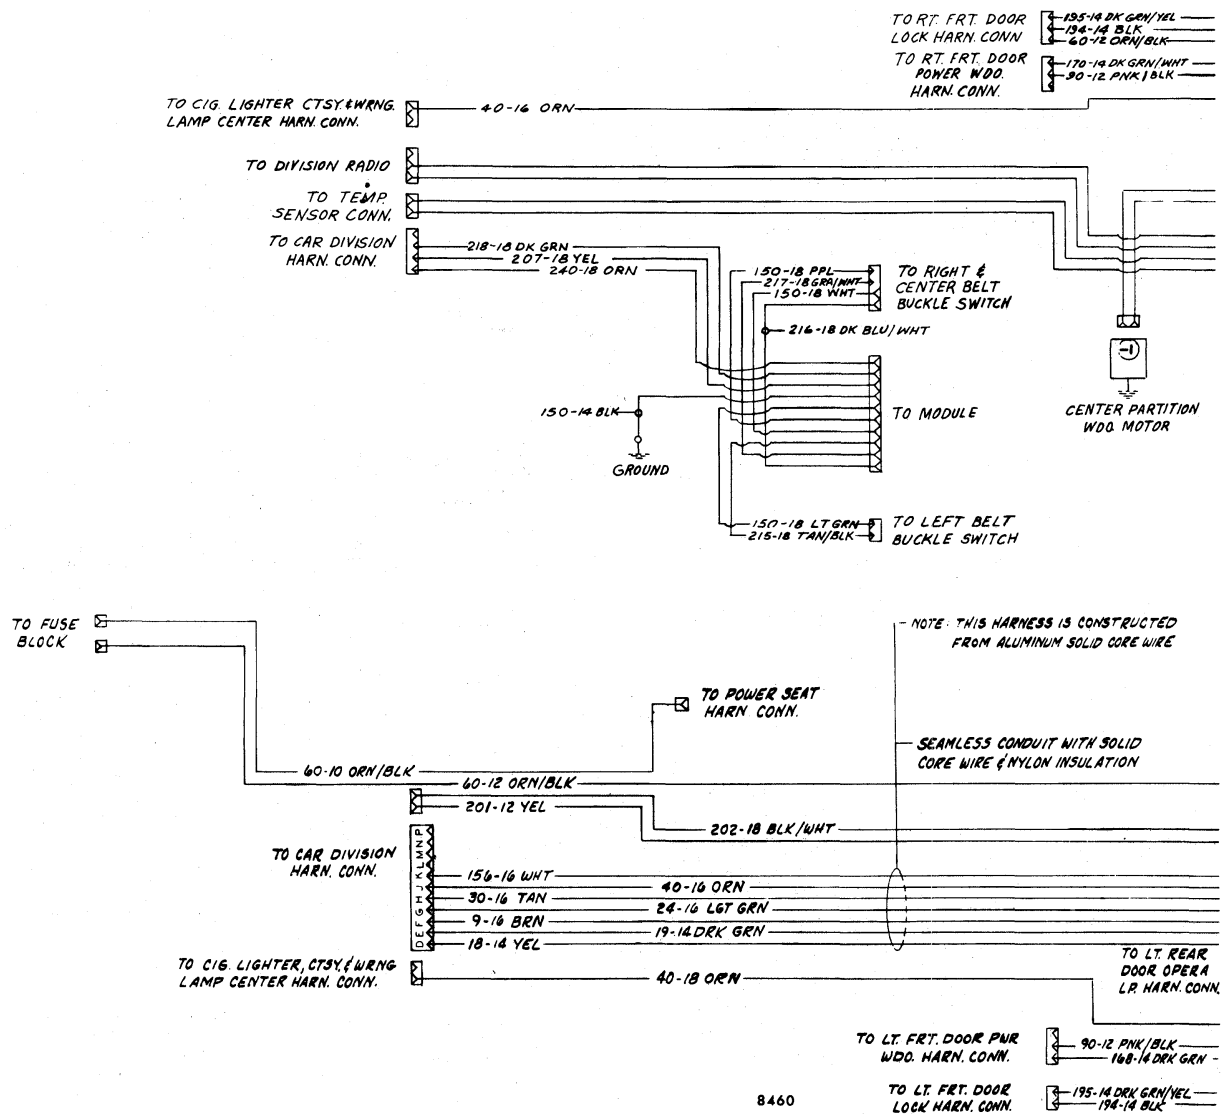 TO RT. FRT. DOOR
LOCK HARN. CONN
195-14 DK GRN/YEL
194-14 BLK
60-12 ORN/BLK
TO RT. FRT. DOOR
POWER WDO.
HARN. CONN.
170-14 DK GRN/WHT
90-12 PNK/BLK
TO CIG. LIGHTER CTSY. & WRNG.
LAMP CENTER HARN. CONN.
40-16 ORN
TO DIVISION RADIO
TO TEMP.
SENSOR CONN.
TO CAR DIVISION
HARN. CONN.
218-18 DK GRN
207-18 YEL
240-18 ORN
150-18 PPL
217-18 GRA/WHT
150-18 WHT
TO RIGHT &
CENTER BELT
BUCKLE SWITCH
216-18 DK BLU/WHT
150-14 BLK
GROUND
TO MODULE
CENTER PARTITION
WDO. MOTOR
150-18 LT GRN
215-18 TAN/BLK
TO LEFT BELT
BUCKLE SWITCH
TO FUSE
BLOCK
NOTE: THIS HARNESS IS CONSTRUCTED
FROM ALUMINUM SOLID CORE WIRE
TO POWER SEAT
HARN CONN.
SEAMLESS CONDUIT WITH SOLID
CORE WIRE & NYLON INSULATION
60-10 ORN/BLK
60-12 ORN/BLK
201-12 YEL
202-18 BLK/WHT
TO CAR DIVISION
HARN. CONN.
D E F G H J K L M N P
156-16 WHT
40-16 ORN
30-16 TAN
24-16 LGT GRN
9-16 BRN
19-14 DRK GRN
18-14 YEL
TO CIG. LIGHTER, CTSY. & WRNG
LAMP CENTER HARN. CONN.
40-18 ORN
TO LT. REAR
DOOR OPERA
LP. HARN. CONN.
TO LT. FRT. DOOR PWR
WDO. HARN. CONN.
90-12 PNK/BLK
168-14 DRK GRN
TO LT. FRT. DOOR
LOCK HARN. CONN.
195-14 DRK GRN/YEL
194-14 BLK
8460